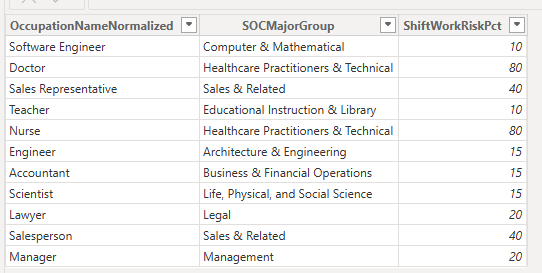 OccupationNameNormalized SOCMajorGroup ShiftWorkRiskPct
Software Engineer Computer & Mathematical 10
Doctor Healthcare Practitioners & Technical 80
Sales Representative Sales & Related 40
Teacher Educational Instruction & Library 10
Nurse Healthcare Practitioners & Technical 80
Engineer Architecture & Engineering 15
Accountant Business & Financial Operations 15
Scientist Life, Physical, and Social Science 15
Lawyer Legal 20
Salesperson Sales & Related 40
Manager Management 20